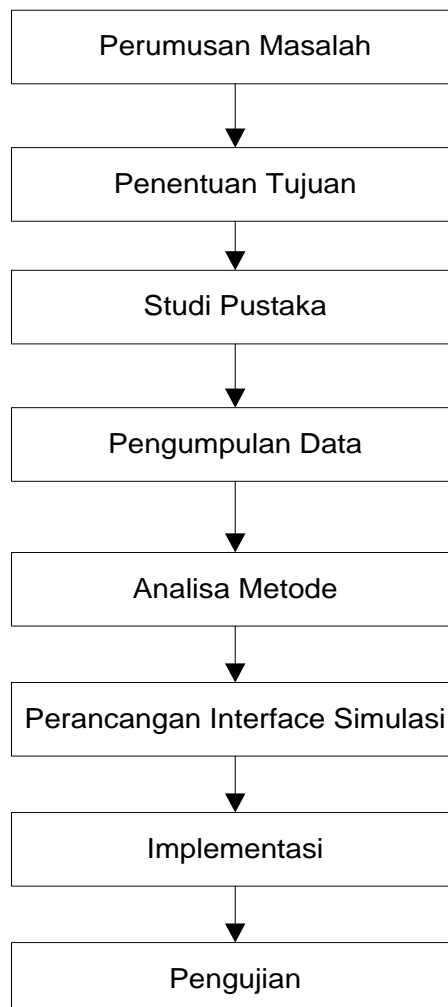 Perumusan Masalah
Penentuan Tujuan
Studi Pustaka
Pengumpulan Data
Analisa Metode
Perancangan Interface Simulasi
Implementasi
Pengujian